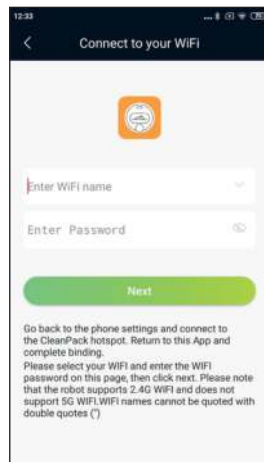 12:33
Connect to your WiFi
Enter WiFi name
Enter Password
Next
Go back to the phone settings and connect to
the CleanPack hotspot. Return to this App and
complete binding.
Please select your WIFI and enter the WIFI
password on this page, then click next. Please note
that the robot supports 2.4G WIFI and does not
support 5G WIFI.WIFI names cannot be quoted with
double quotes (")